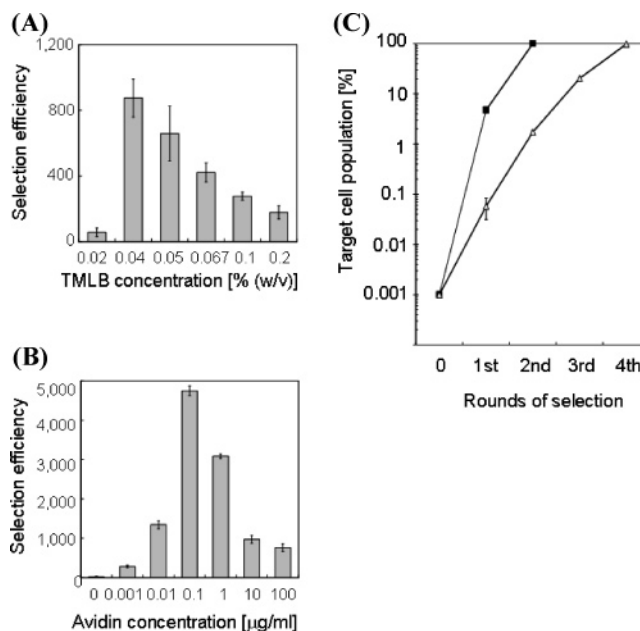 (A)
1,200
800
400
0
Selection efficiency
0.02 0.04 0.05 0.067 0.1 0.2
TMLB concentration [% (w/v)]
(B)
5,000
4,000
3,000
1,000
0
Selection efficiency
0 0.001 0.01 0.1 1 10 100
Avidin concentration [μg/ml]
(C)
100
10
1
0.1
0.01
0.001
Target cell population [%]
0 1st 2nd 3rd 4th
Rounds of selection